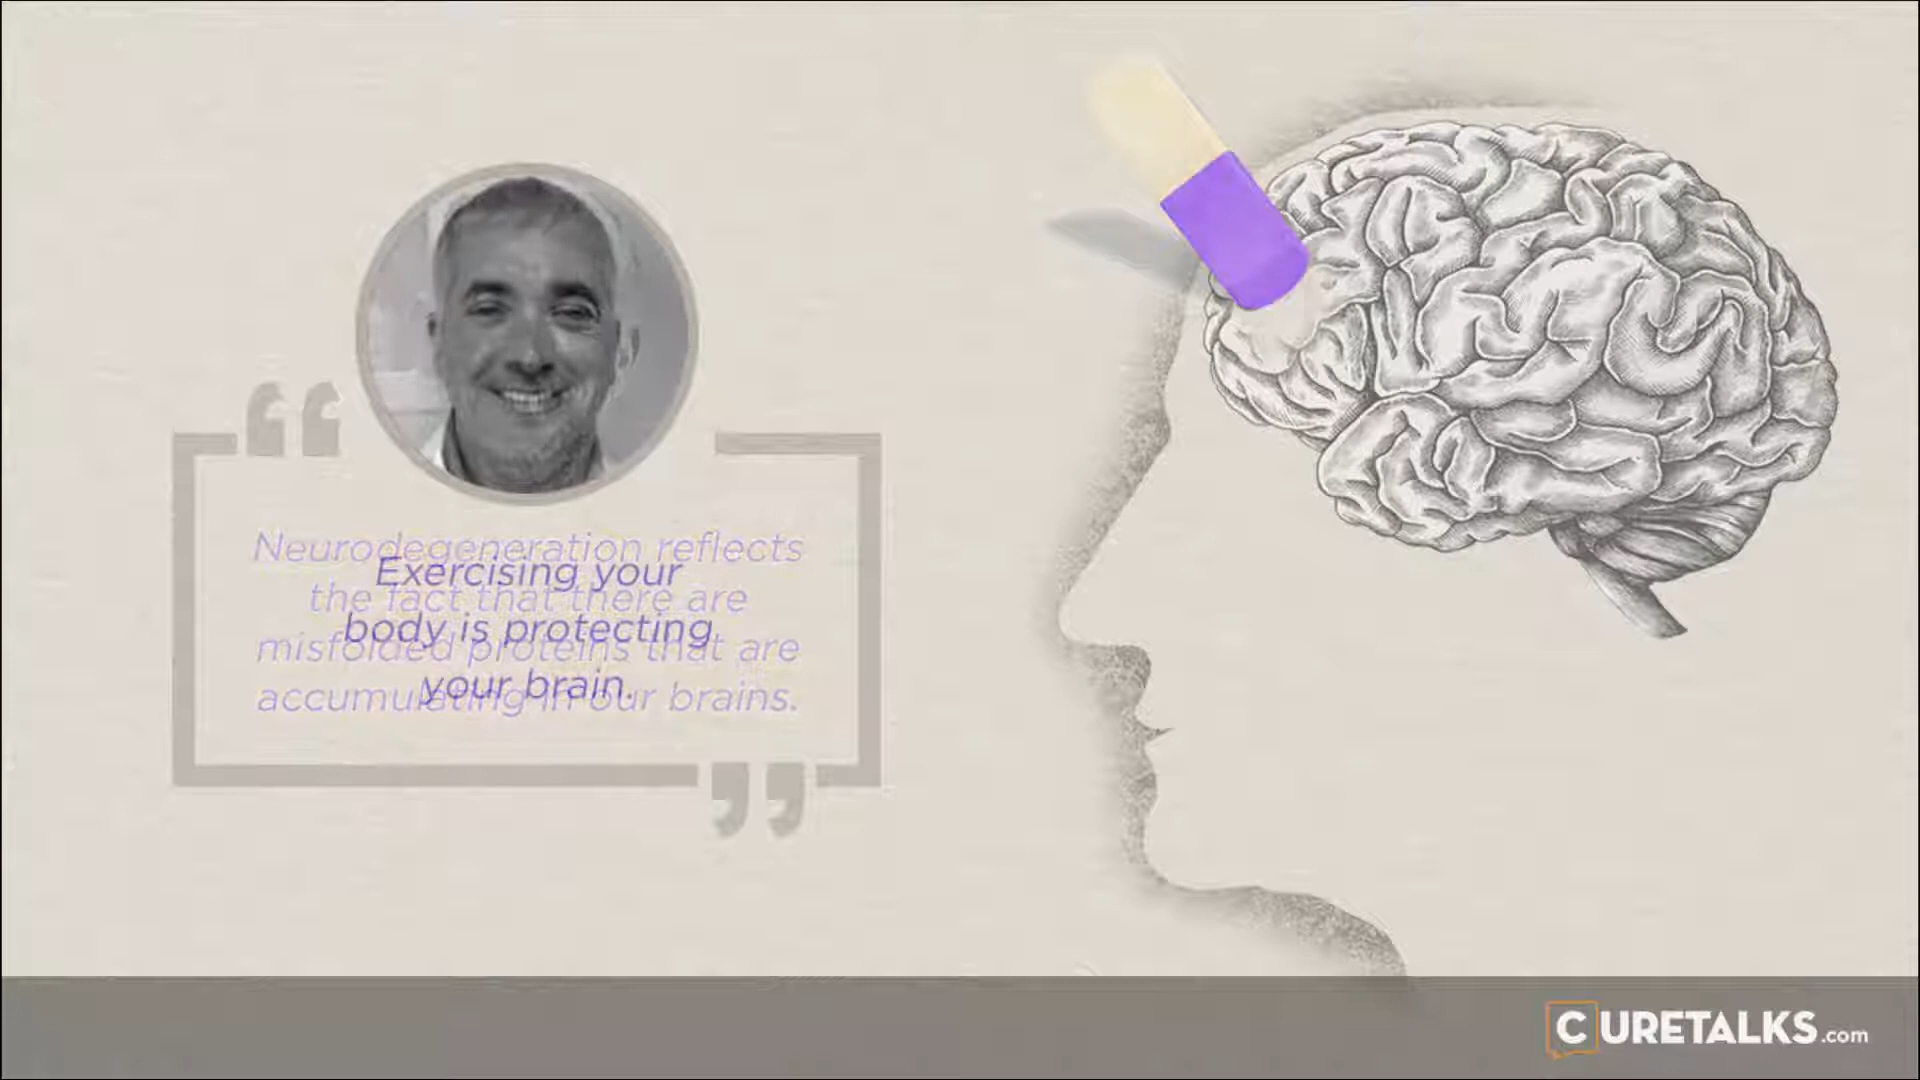 Neurodegeneration reflects
the fact that there are
misfolded proteins that are
accumulating in our brains.
Exercising your
body is protecting
your brain.
CURETALKS.com